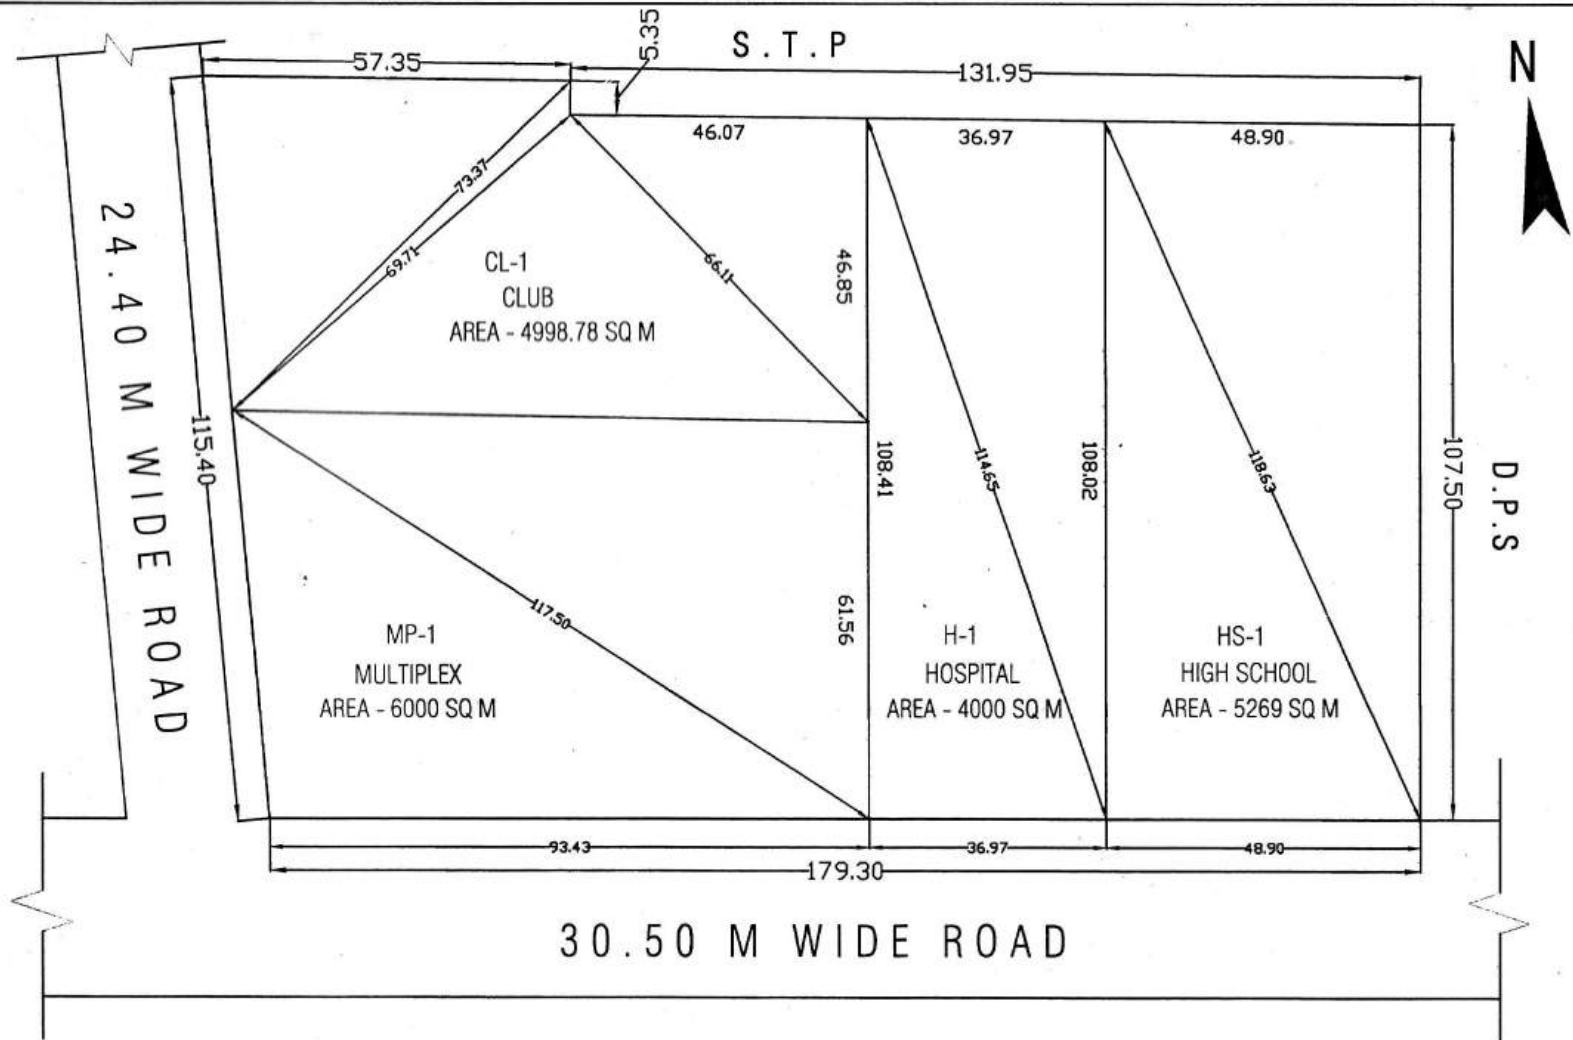 S.T.P
N
57.35
5.35
131.95
46.07
36.97
48.90
73.37
69.71
66.11
46.85
CL-1
CLUB
AREA - 4998.78 SQ M
24.40 M WIDE ROAD
115.40
108.41
114.65
108.02
118.63
107.50
D.P.S
117.50
61.56
MP-1
MULTIPLEX
AREA - 6000 SQ M
H-1
HOSPITAL
AREA - 4000 SQ M
HS-1
HIGH SCHOOL
AREA - 5269 SQ M
93.43
36.97
48.90
179.30
30.50 M WIDE ROAD